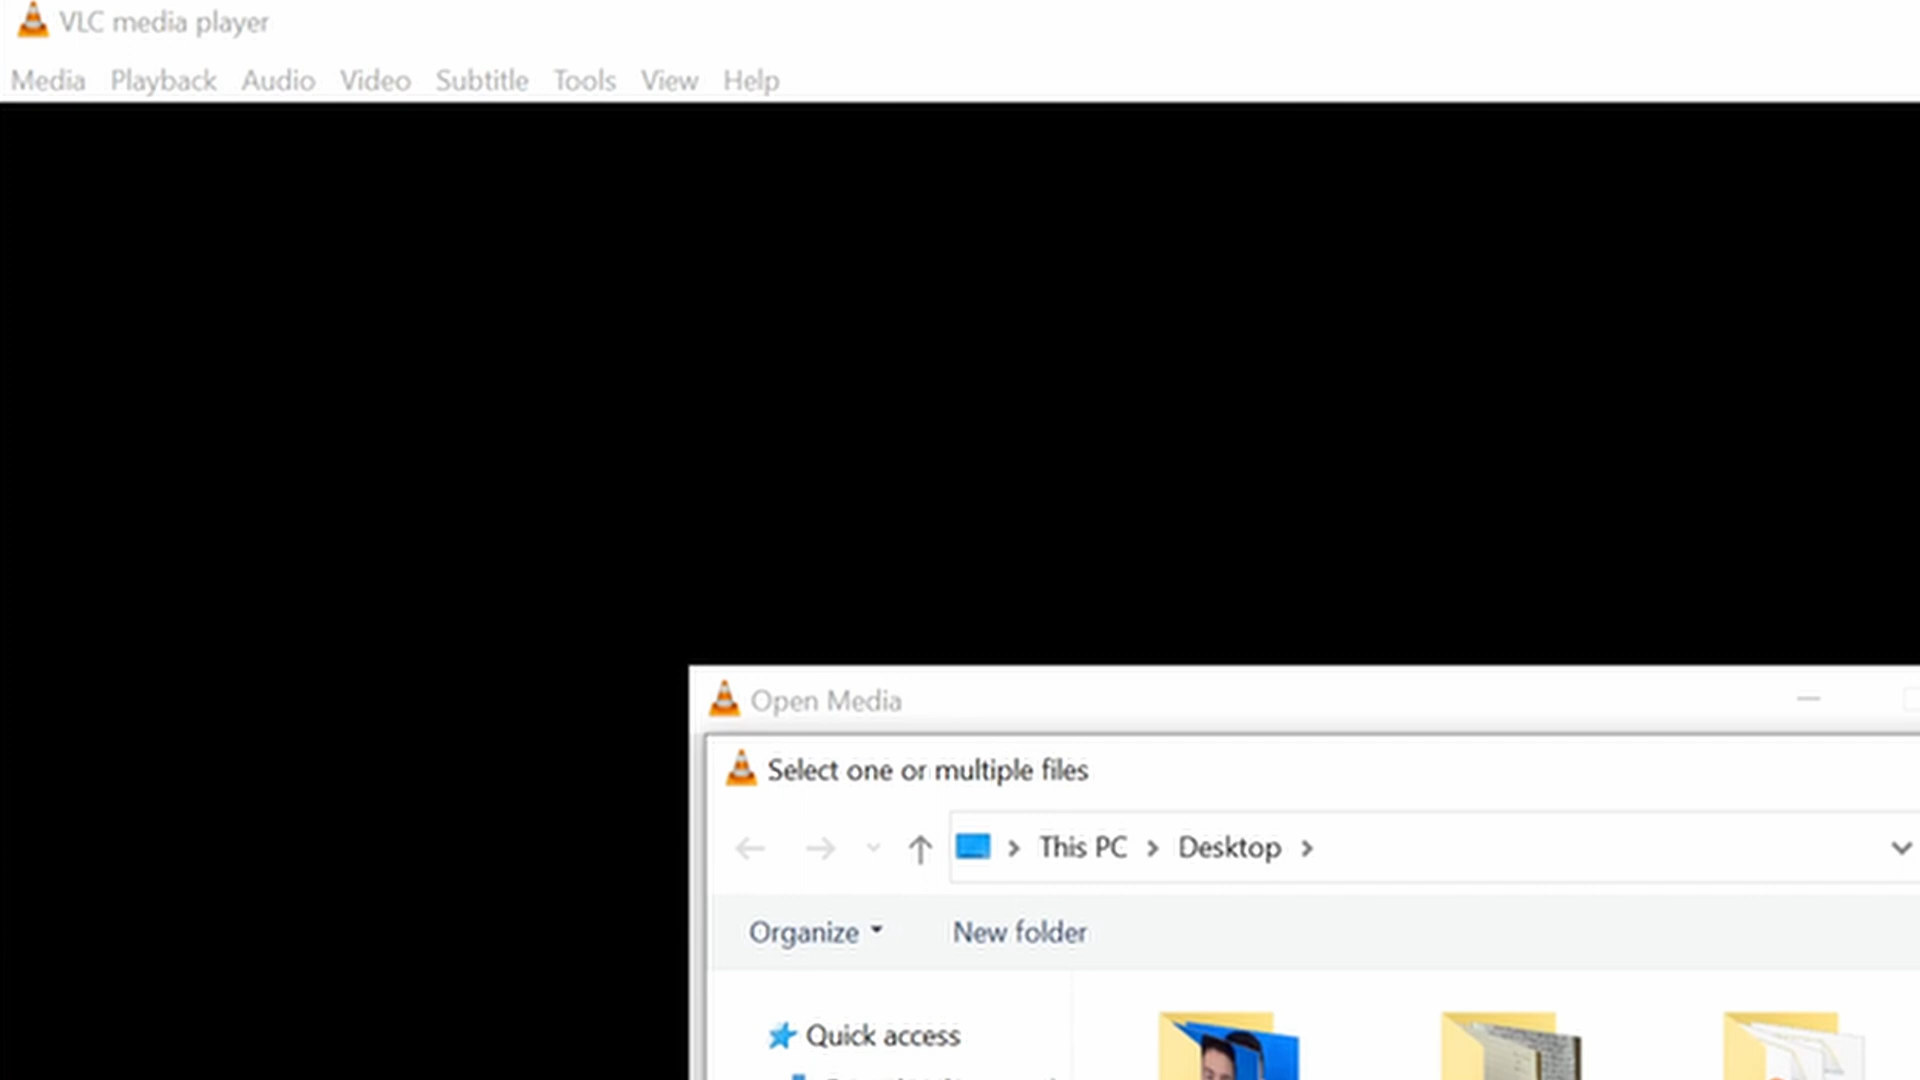 VLC media player
Media Playback Audio Video Subtitle Tools View Help
Open Media
Select one or multiple files
This PC > Desktop >
Organize New folder
Quick access